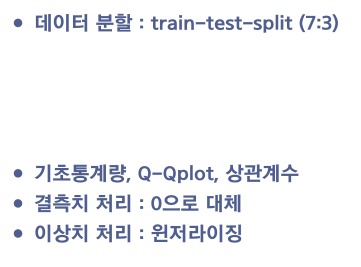 • 데이터 분할 : train-test-split (7:3)
• 기초통계량, Q-Qplot, 상관계수
• 결측치 처리 : 0으로 대체
• 이상치 처리 : 윈저라이징